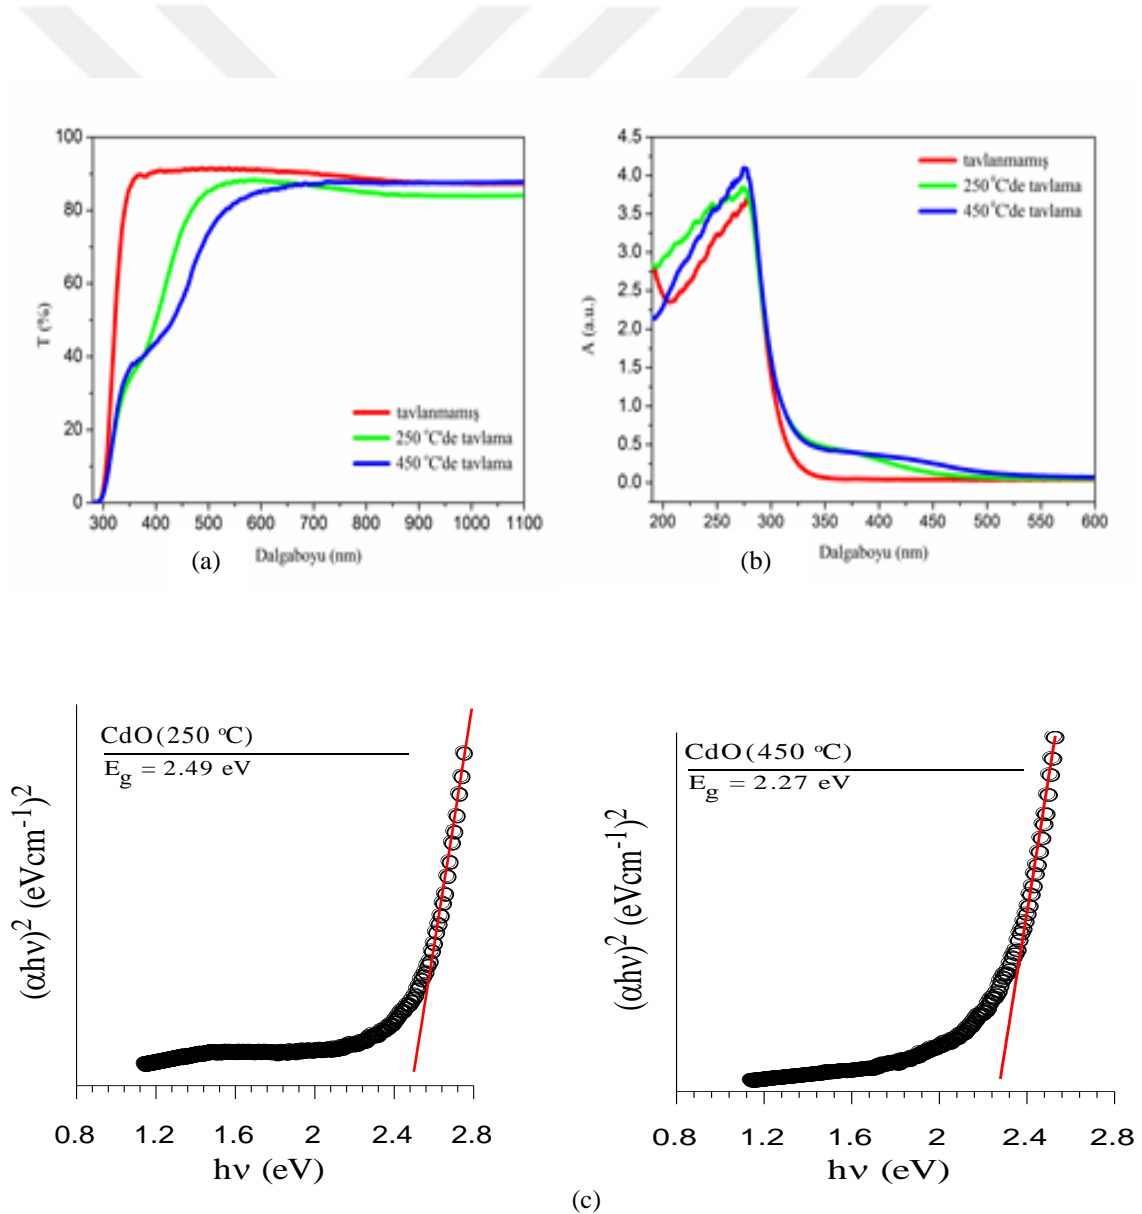 100
80
60
40
20
0
T (%)
tavlanmamış
250 °C'de tavlama
450 °C'de tavlama
300 400 500 600 700 800 900 1000 1100
Dalgaboyu (nm)
(a)
4.5
4.0
3.5
3.0
2.5
2.0
1.5
1.0
0.5
0.0
A (a.u.)
tavlanmamış
250 °C'de tavlama
450 °C'de tavlama
200 250 300 350 400 450 500 550 600
Dalgaboyu (nm)
(b)
CdO (250 °C)
Eg = 2.49 eV
(αhν)2 (eVcm-1)2
0.8 1.2 1.6 2 2.4 2.8
hν (eV)
CdO (450 °C)
Eg = 2.27 eV
(αhν)2 (eVcm-1)2
0.8 1.2 1.6 2 2.4 2.8
hν (eV)
(c)